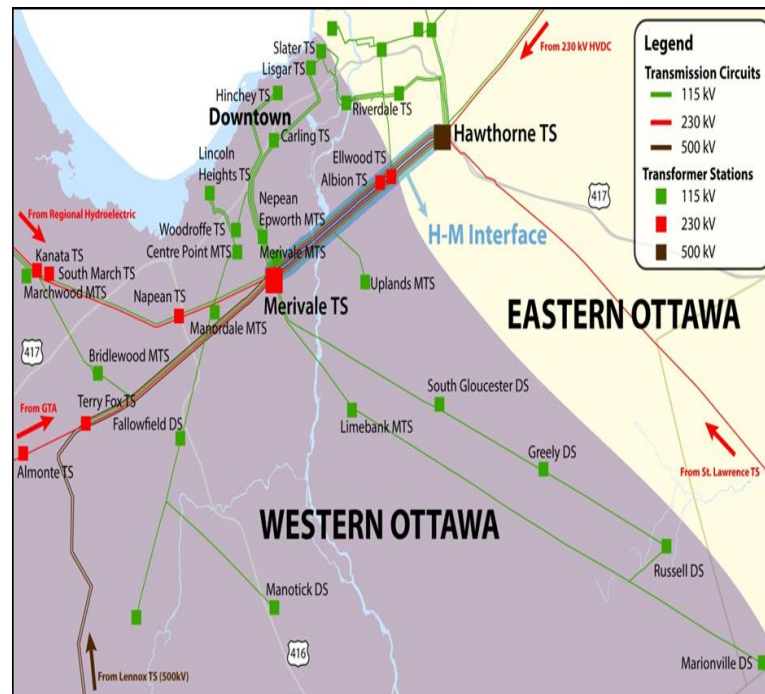 From 230 kV HVDC
Legend
Transmission Circuits
115 kV
230 kV
500 kV
Transformer Stations
115 kV
230 kV
500 kV
Slater TS
Lisgar TS
Hinchey TS
Downtown
Riverdale TS
Carling TS
Hawthorne TS
Ellwood TS
Albion TS
Lincoln
Heights TS
Nepean
Epworth MTS
417
From Regional Hydroelectric
Woodroffe TS
Centre Point MTS
Merivale MTS
H-M Interface
Kanata TS
South March TS
Marchwood MTS
Merivale TS
Uplands MTS
Napean TS
Manordale MTS
EASTERN OTTAWA
417
Bridlewood MTS
Terry Fox TS
From GTA
Fallowfield DS
South Gloucester DS
Limebank MTS
Almonte TS
Greely DS
From St. Lawrence TS
WESTERN OTTAWA
Russell DS
Manotick DS
416
From Lennox TS (500kV)
Marionville DS